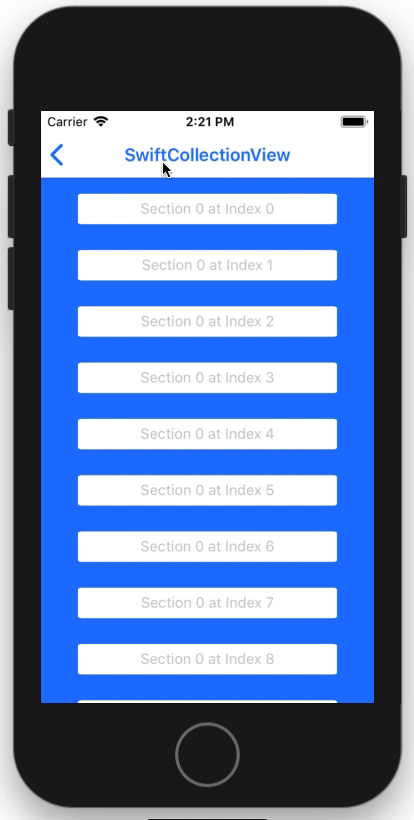 Carrier 2:21 PM
SwiftCollectionView
Section 0 at Index 0
Section 0 at Index 1
Section 0 at Index 2
Section 0 at Index 3
Section 0 at Index 4
Section 0 at Index 5
Section 0 at Index 6
Section 0 at Index 7
Section 0 at Index 8